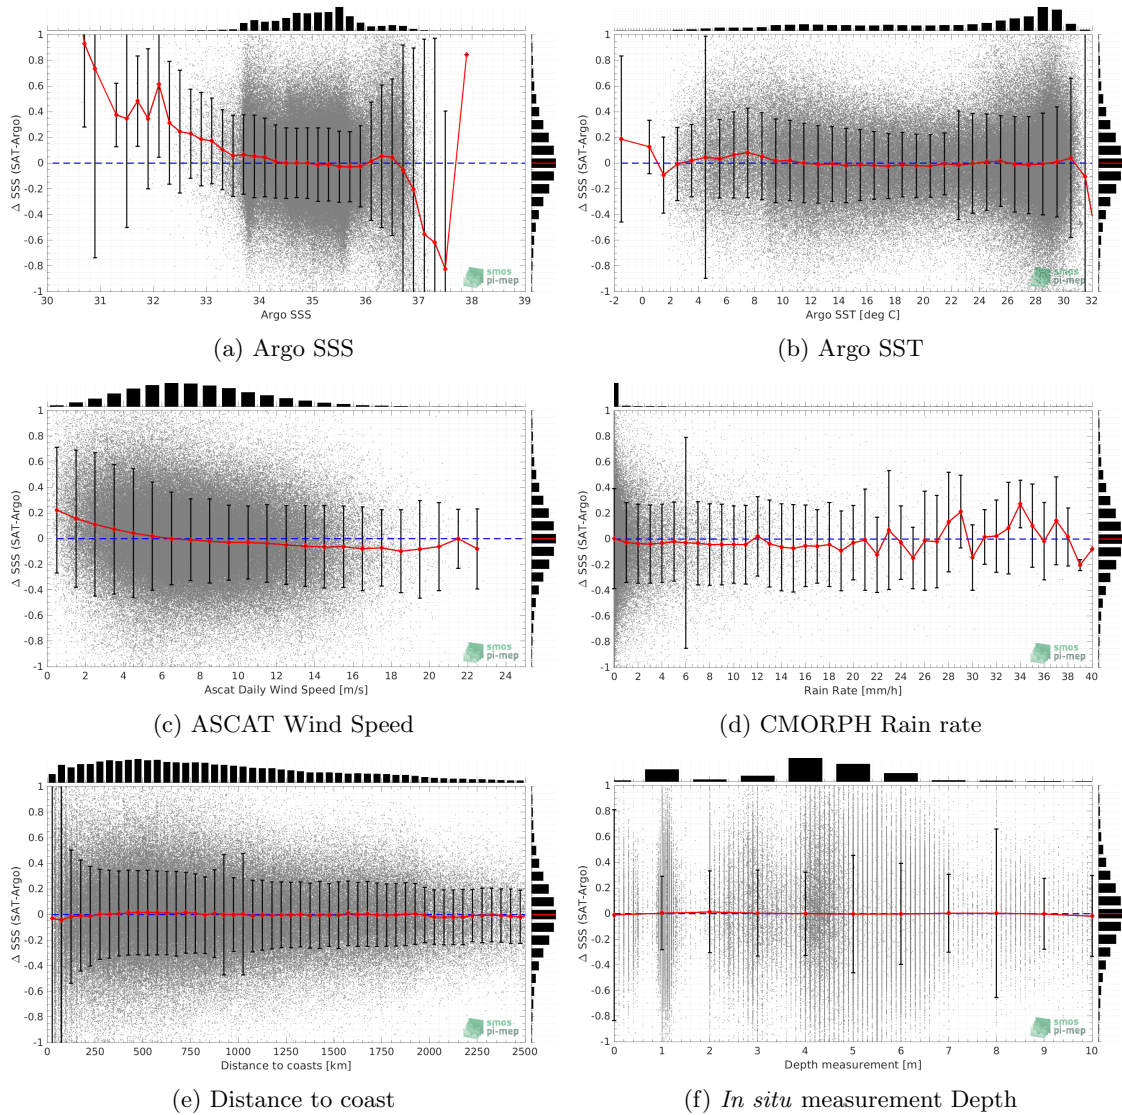 1
0.8
0.6
0.4
0.2
0
-0.2
-0.4
-0.6
-0.8
-1
Δ SSS (SAT-Argo)
30 31 32 33 34 35 36 37 38 39
Argo SSS
smos
pi-mep
(a) Argo SSS
1
0.8
0.6
0.4
0.2
0
-0.2
-0.4
-0.6
-0.8
-1
Δ SSS (SAT-Argo)
-2 0 2 4 6 8 10 12 14 16 18 20 22 24 26 28 30 32
Argo SST [deg C]
smos
pi-mep
(b) Argo SST
1
0.8
0.6
0.4
0.2
0
-0.2
-0.4
-0.6
-0.8
-1
Δ SSS (SAT-Argo)
0 2 4 6 8 10 12 14 16 18 20 22 24
Ascat Daily Wind Speed [m/s]
smos
pi-mep
(c) ASCAT Wind Speed
1
0.8
0.6
0.4
0.2
0
-0.2
-0.4
-0.6
-0.8
-1
Δ SSS (SAT-Argo)
0 2 4 6 8 10 12 14 16 18 20 22 24 26 28 30 32 34 36 38 40
Rain Rate [mm/h]
smos
pi-mep
(d) CMORPH Rain rate
1
0.8
0.6
0.4
0.2
0
-0.2
-0.4
-0.6
-0.8
-1
Δ SSS (SAT-Argo)
0 250 500 750 1000 1250 1500 1750 2000 2250 2500
Distance to coasts [km]
smos
pi-mep
(e) Distance to coast
1
0.8
0.6
0.4
0.2
0
-0.2
-0.4
-0.6
-0.8
-1
Δ SSS (SAT-Argo)
0 1 2 3 4 5 6 7 8 9 10
Depth measurement [m]
smos
pi-mep
(f) In situ measurement Depth